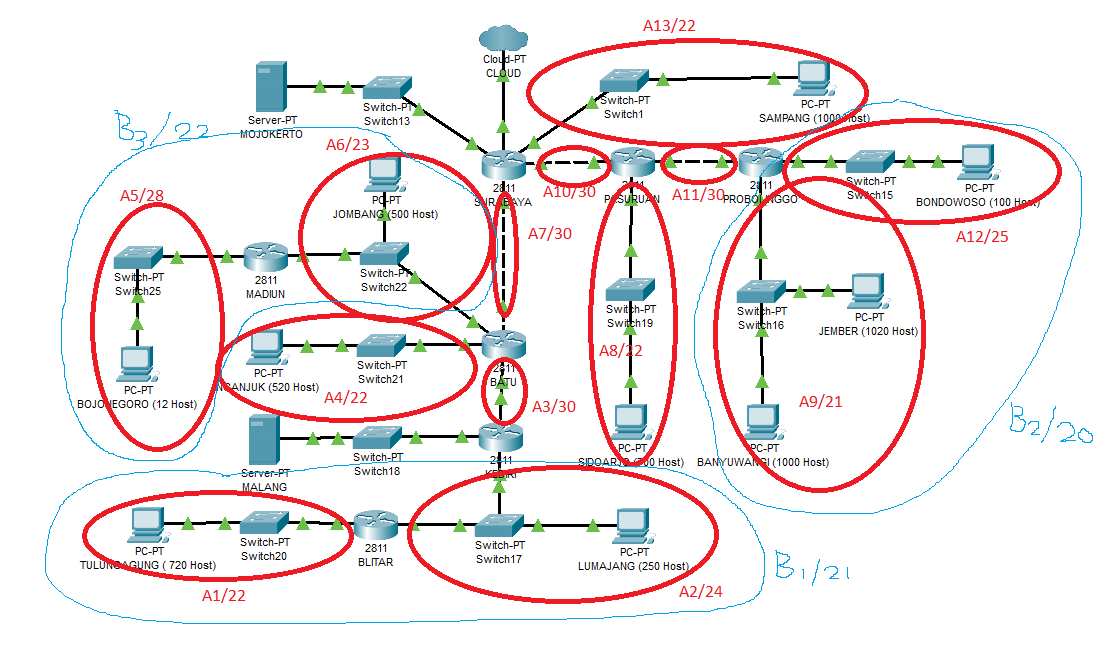 A13/22
Cloud-PT
CLOUD
Switch-PT
Switch13
Server-PT
MOJOKERTO
Switch-PT
Switch1
PC-PT
SAMPANG (1000 Host)
B3/22
A6/23
2811
SURABAYA
A10/30
2811
PASURUAN
A11/30
2811
PROBOLINGGO
Switch-PT
Switch15
PC-PT
BONDOWOSO (100 Host)
A12/25
A5/28
PC-PT
JOMBANG (500 Host)
A7/30
Switch-PT
Switch25
2811
MADIUN
Switch-PT
Switch22
Switch-PT
Switch19
Switch-PT
Switch16
PC-PT
JEMBER (1020 Host)
A8/22
PC-PT
BOJONEGORO (12 Host)
PC-PT
NGANJUK (520 Host)
Switch-PT
Switch21
2811
BATU
A4/22
A3/30
A9/21
B2/20
Server-PT
MALANG
Switch-PT
Switch18
2811
KEDIRI
PC-PT
SIDOARJO (700 Host)
PC-PT
BANYUWANGI (1000 Host)
PC-PT
TULUNGAGUNG ( 720 Host)
Switch-PT
Switch20
2811
BLITAR
Switch-PT
Switch17
PC-PT
LUMAJANG (250 Host)
B1/21
A1/22
A2/24